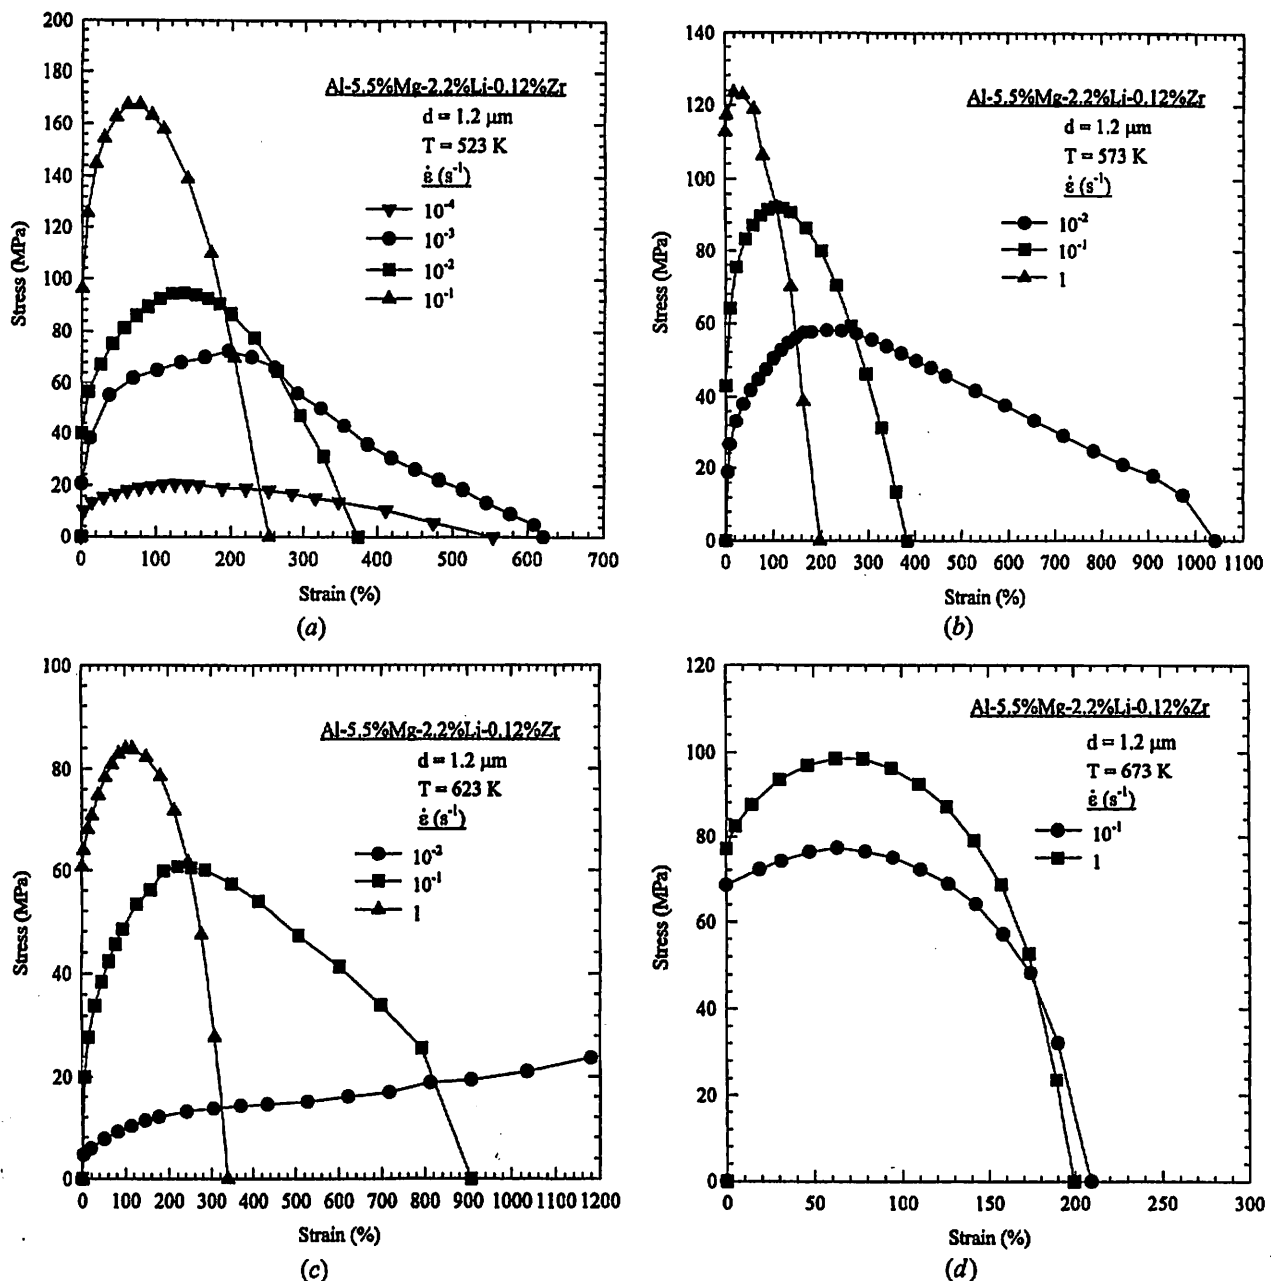 200
180
160
140
120
100
80
60
40
20
0
Stress (MPa)
Al-5.5%Mg-2.2%Li-0.12%Zr
d = 1.2 μm
T = 523 K
ε̇ (s⁻¹)
10⁻⁴
10⁻³
10⁻²
10⁻¹
0 100 200 300 400 500 600 700
Strain (%)
(a)
140
120
100
80
60
40
20
0
Stress (MPa)
Al-5.5%Mg-2.2%Li-0.12%Zr
d = 1.2 μm
T = 573 K
ε̇ (s⁻¹)
10⁻²
10⁻¹
1
0 100 200 300 400 500 600 700 800 900 1000 1100
Strain (%)
(b)
100
80
60
40
20
0
Stress (MPa)
Al-5.5%Mg-2.2%Li-0.12%Zr
d = 1.2 μm
T = 623 K
ε̇ (s⁻¹)
10⁻²
10⁻¹
1
0 100 200 300 400 500 600 700 800 900 1000 1100 1200
Strain (%)
(c)
120
100
80
60
40
20
0
Stress (MPa)
Al-5.5%Mg-2.2%Li-0.12%Zr
d = 1.2 μm
T = 673 K
ε̇ (s⁻¹)
10⁻¹
1
0 50 100 150 200 250 300
Strain (%)
(d)